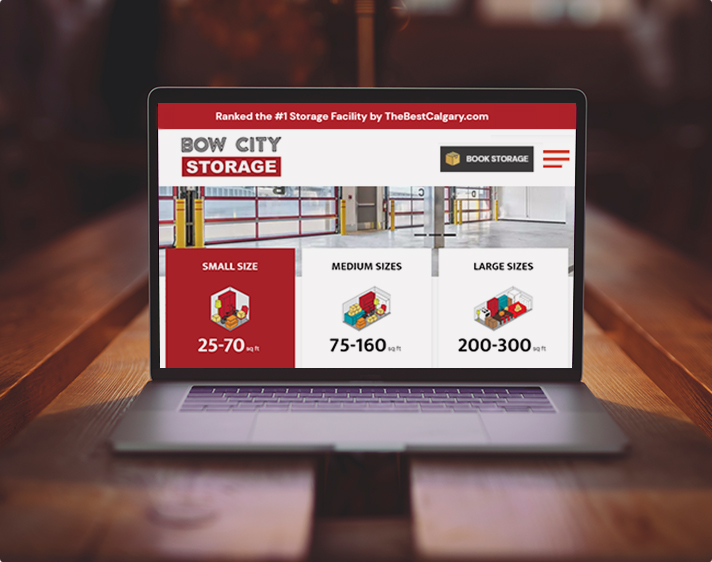 Ranked the #1 Storage Facility by TheBestCalgary.com
BOW CITY
STORAGE
BOOK STORAGE
SMALL SIZE
25-70 sq ft
MEDIUM SIZES
75-160 sq ft
LARGE SIZES
200-300 sq ft